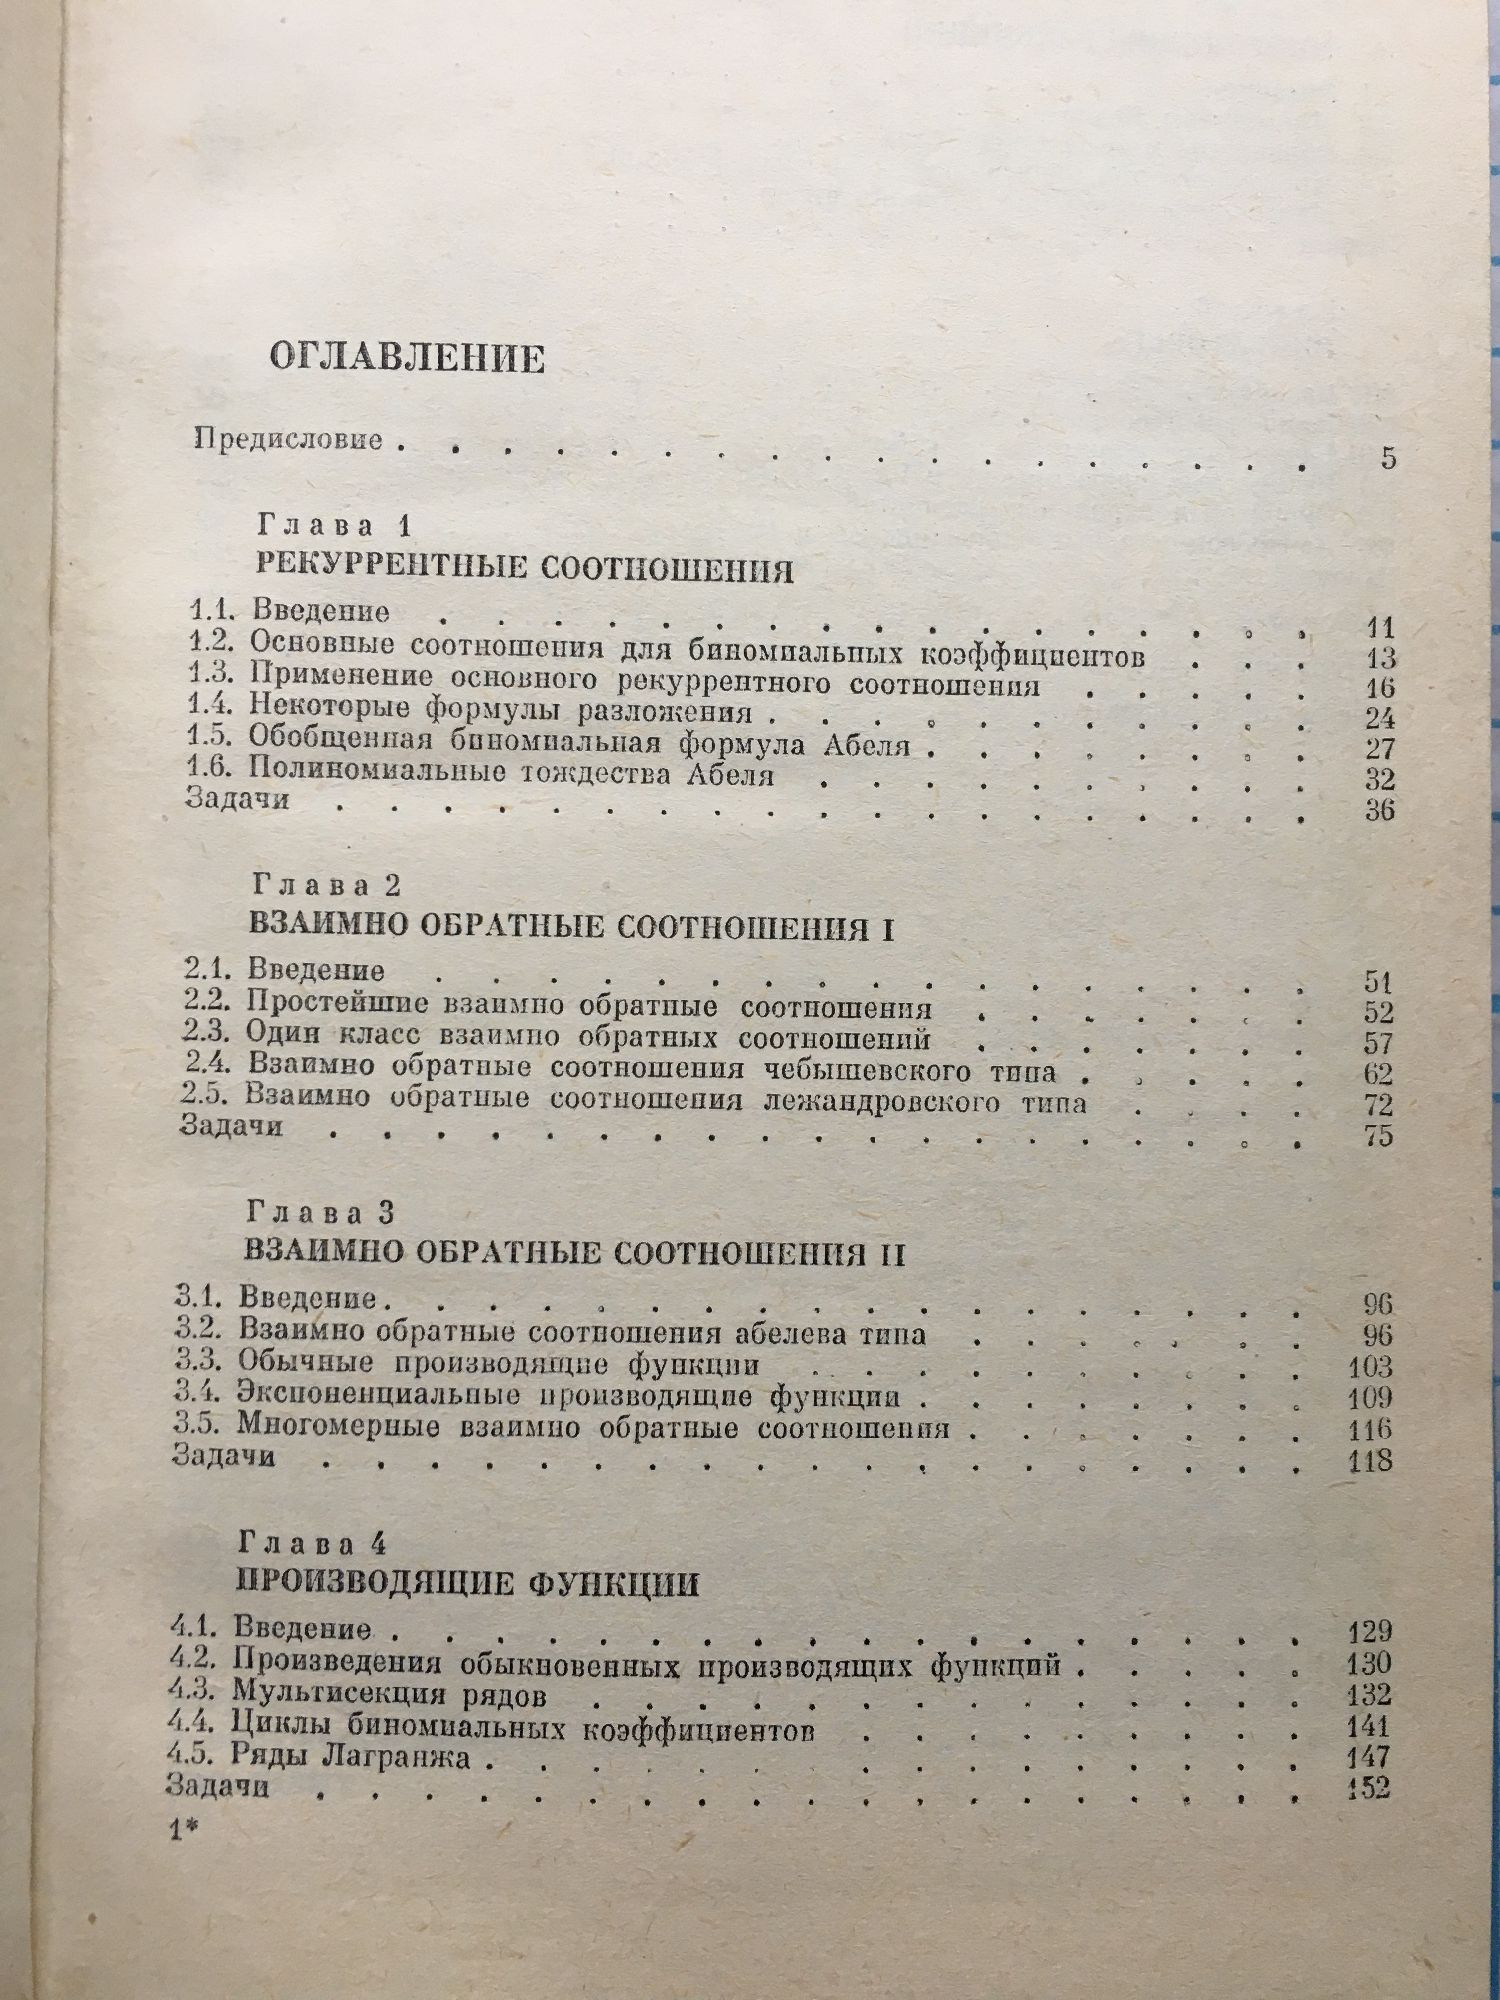 ОГЛАВЛЕНИЕ
Предисловие . . . . . . . . . . . . . . . . . . 5
Глава 1
РЕКУРРЕНТНЫЕ СООТНОШЕНИЯ
1.1. Введение . . . . . . . . . . . . . . . . . 11
1.2. Основные соотношения для биномиальных коэффициентов . . . 13
1.3. Применение основного рекуррентного соотношения . . . . . 16
1.4. Некоторые формулы разложения . . . . . . . . . . . 24
1.5. Обобщенная биномиальная формула Абеля . . . . . . . . 27
1.6. Полиномиальные тождества Абеля . . . . . . . . . . 32
Задачи . . . . . . . . . . . . . . . . . . . 36
Глава 2
ВЗАИМНО ОБРАТНЫЕ СООТНОШЕНИЯ I
2.1. Введение . . . . . . . . . . . . . . . . . 51
2.2. Простейшие взаимно обратные соотношения . . . . . . . 52
2.3. Один класс взаимно обратных соотношений . . . . . . . 57
2.4. Взаимно обратные соотношения чебышевского типа . . . . . 62
2.5. Взаимно обратные соотношения лежандровского типа . . . . 72
Задачи . . . . . . . . . . . . . . . . . . . 75
Глава 3
ВЗАИМНО ОБРАТНЫЕ СООТНОШЕНИЯ II
3.1. Введение . . . . . . . . . . . . . . . . . . 96
3.2. Взаимно обратные соотношения абелева типа . . . . . . . 96
3.3. Обычные производящие функции . . . . . . . . . . 103
3.4. Экспоненциальные производящие функции . . . . . . . . 109
3.5. Многомерные взаимно обратные соотношения . . . . . . . 116
Задачи . . . . . . . . . . . . . . . . . . . 118
Глава 4
ПРОИЗВОДЯЩИЕ ФУНКЦИИ
4.1. Введение . . . . . . . . . . . . . . . . . . 129
4.2. Произведения обыкновенных производящих функций . . . . . 130
4.3. Мультисекция рядов . . . . . . . . . . . . . . 132
4.4. Циклы биномиальных коэффициентов . . . . . . . . . 141
4.5. Ряды Лагранжа . . . . . . . . . . . . . . . 147
Задачи . . . . . . . . . . . . . . . . . . . 152
1*